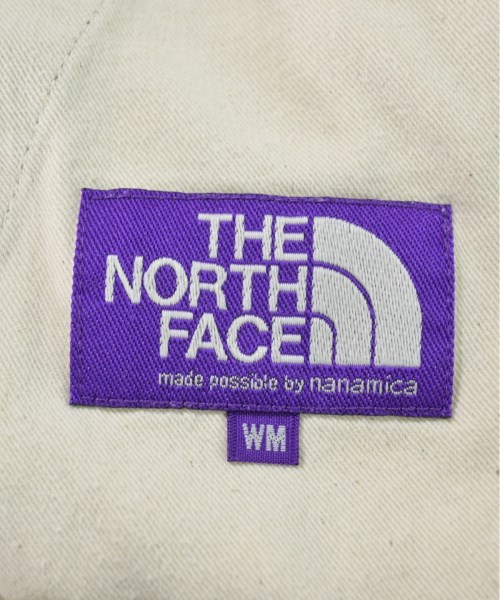 THE
NORTH
FACE
made possible by nanamica
WM